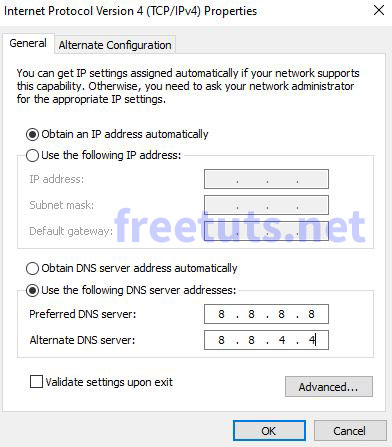 Internet Protocol Version 4 (TCP/IPv4) Properties
General
Alternate Configuration
You can get IP settings assigned automatically if your network supports
this capability. Otherwise, you need to ask your network administrator
for the appropriate IP settings.
Obtain an IP address automatically
Use the following IP address:
IP address:
. . .
Subnet mask:
. . .
Default gateway:
. . .
freetuts.net
Obtain DNS server address automatically
Use the following DNS server addresses:
Preferred DNS server:
8 . 8 . 8 . 8
Alternate DNS server:
8 . 8 . 4 . 4
Validate settings upon exit
Advanced...
OK
Cancel